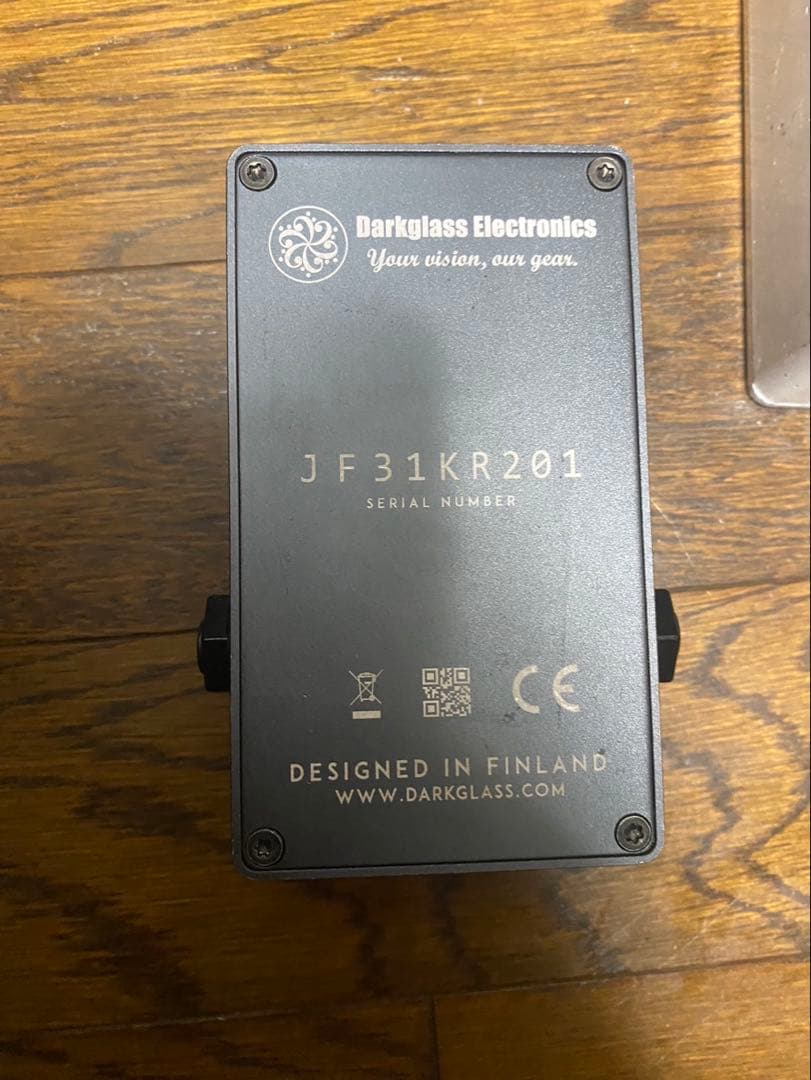 Darkglass Electronics
Your vision, our gear.
JF31KR201
SERIAL NUMBER
CE
DESIGNED IN FINLAND
WWW.DARKGLASS.COM